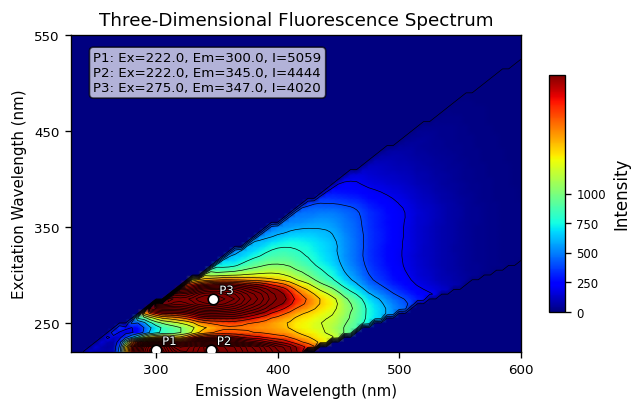 Three-Dimensional Fluorescence Spectrum
P1: Ex=222.0, Em=300.0, I=5059
P2: Ex=222.0, Em=345.0, I=4444
P3: Ex=275.0, Em=347.0, I=4020
550
450
350
250
Excitation Wavelength (nm)
P3
P1
P2
300
400
500
600
Emission Wavelength (nm)
1000
750
500
250
0
Intensity